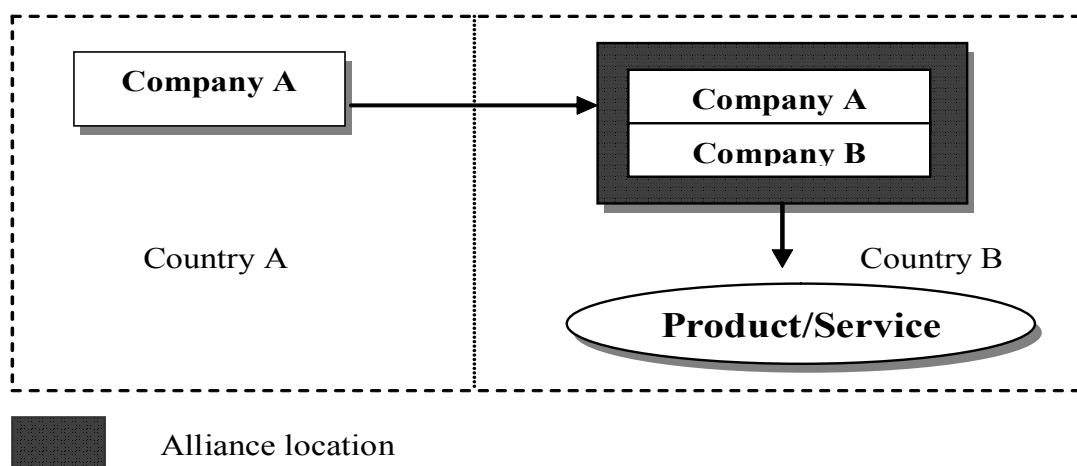 Company A
Company A
Company B
Country A
Country B
Product/Service
Alliance location